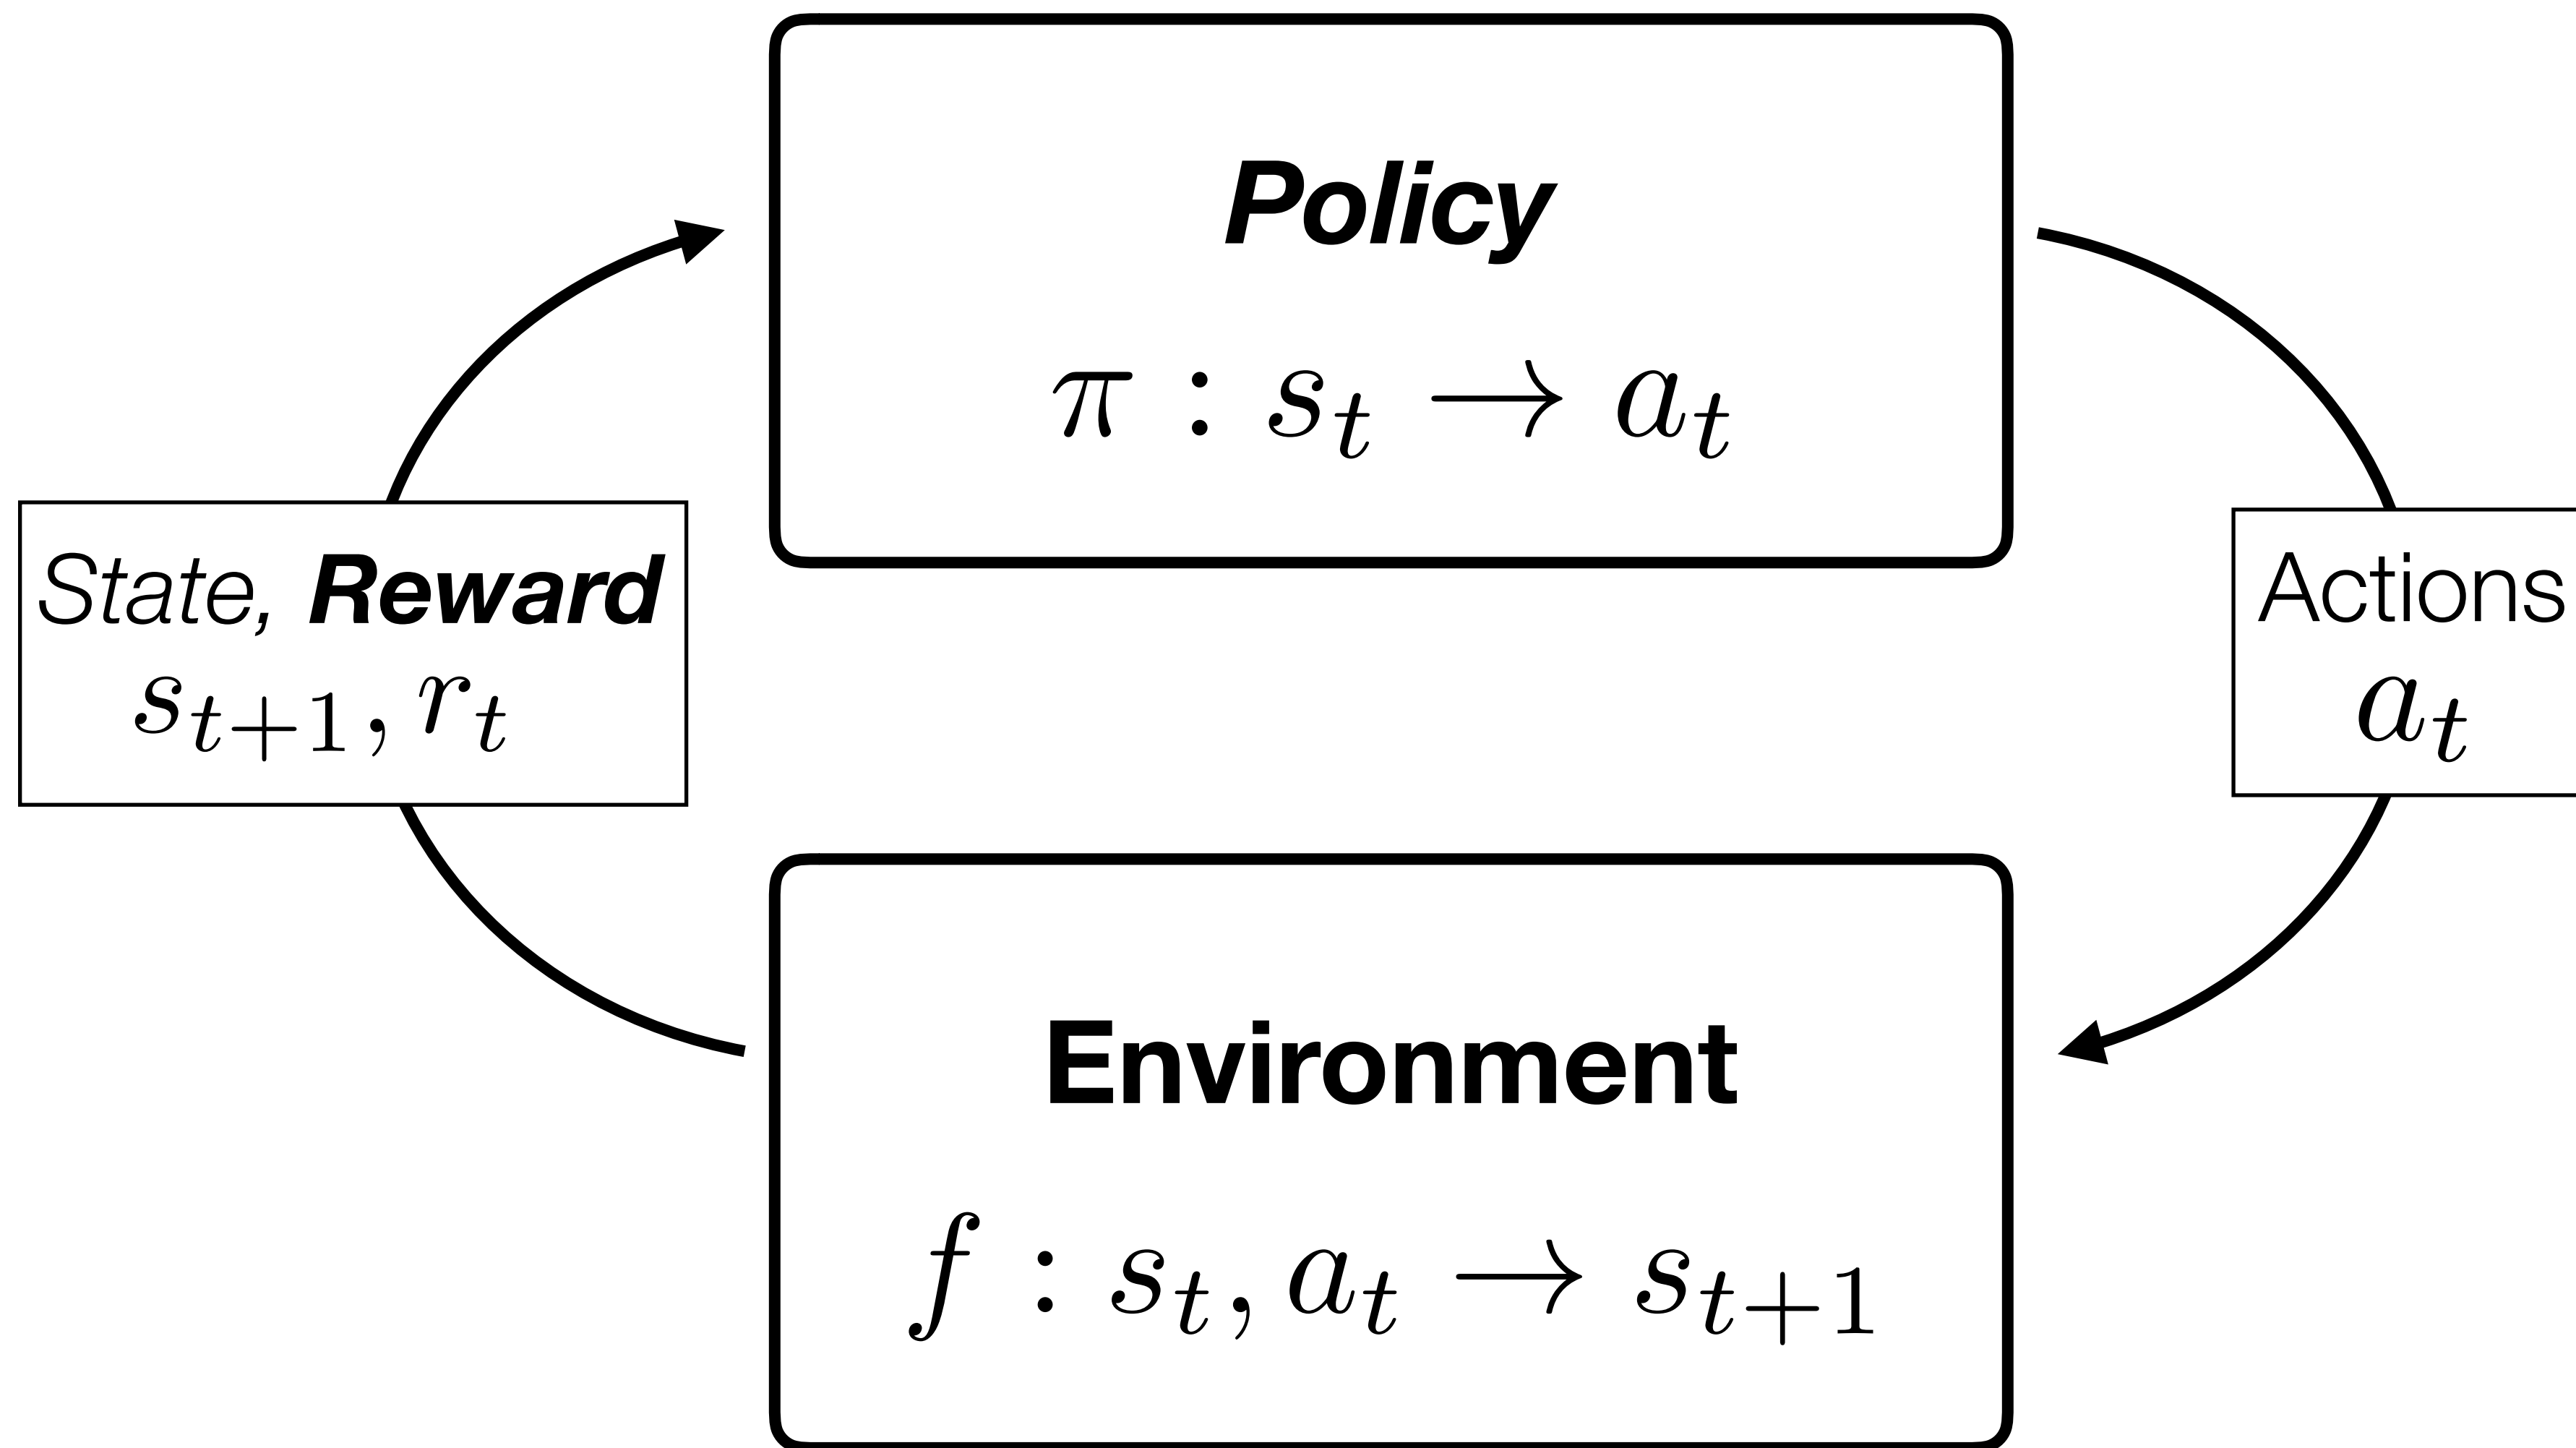 Policy
π : s_t → a_t
State, Reward
s_{t+1}, r_t
Actions
a_t
Environment
f : s_t, a_t → s_{t+1}